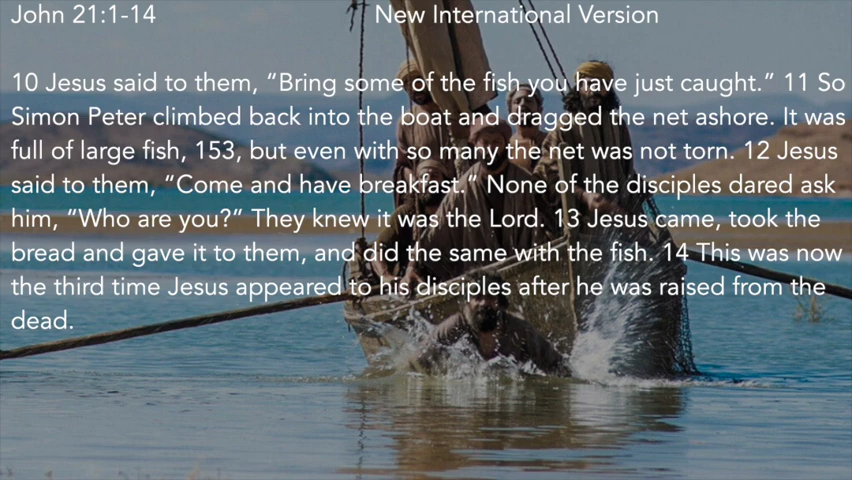 John 21:1-14 New International Version
10 Jesus said to them, “Bring some of the fish you have just caught.” 11 So
Simon Peter climbed back into the boat and dragged the net ashore. It was
full of large fish, 153, but even with so many the net was not torn. 12 Jesus
said to them, “Come and have breakfast.” None of the disciples dared ask
him, “Who are you?” They knew it was the Lord. 13 Jesus came, took the
bread and gave it to them, and did the same with the fish. 14 This was now
the third time Jesus appeared to his disciples after he was raised from the
dead.